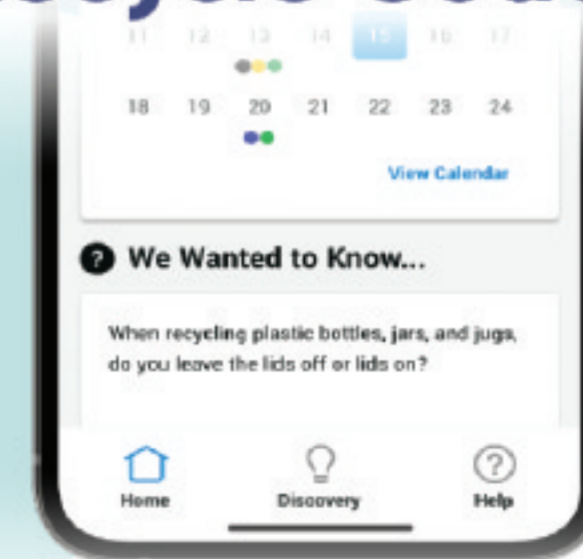 11 12 13 14 15 16 17
18 19 20 21 22 23 24
View Calendar
? We Wanted to Know...
When recycling plastic bottles, jars, and jugs,
do you leave the lids off or lids on?
Home Discovery ? Help